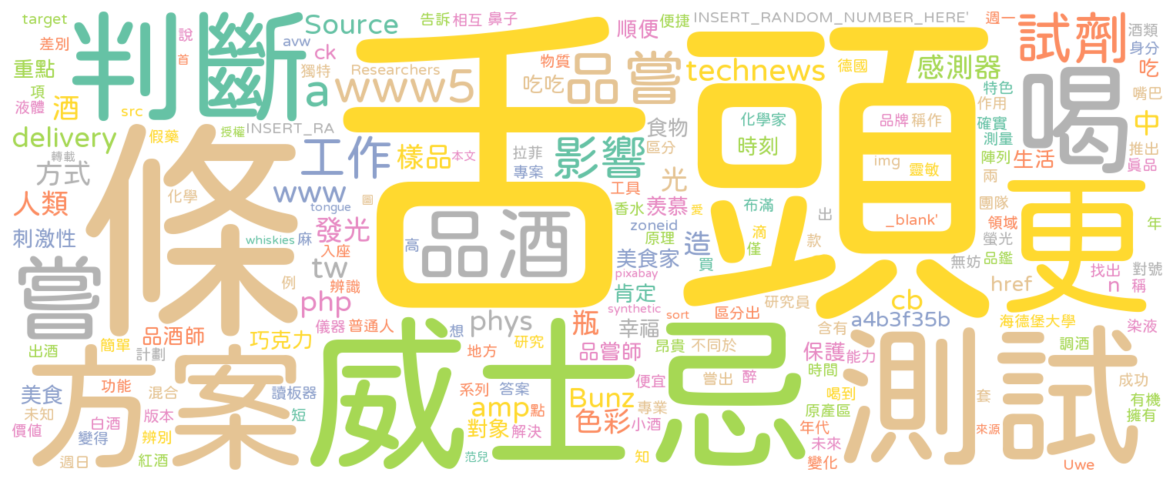 target
告訴
相互
鼻子
便捷
INSERT_RANDOM_NUMBER_HERE'
週一
酒類
差別
判斷
說
Source
avw
順便
試劑
身分
重點
首
ck
獨特
Researchers
物質
technews
德國
感測器
吃
項
液體
酒
src
a
www5
吃吃
品嘗
舌頭
特色
嘴巴
喝
作用
delivery
假藥
授權
INSERT_RA
食物
化學家
品牌
稱作
確實
中
轉載
方式
工作
樣品
本文
拉菲
影響
區分
時刻
測量
推出
條
專案
img
靈敏
陣列
生活
真品
化學
www
工具
光
兩
人類
tongue
圖
品酒
香水
羨慕
愛
布滿
_blank'
團隊
領域
更
刺激性
發光
zoneid
滴
出
螢光
年
whiskies
麻
高
原理
造
僅
款
無妨
品鑑
嘗
入座
tw
美食家
買
找出
對號
例
辨識
pixabay
研究員
href
n
稱
php
肯定
cb
品酒師
儀器
普通人
phys
瓶
synthetic
sort
區分出
a4b3f35b
海德堡大學
染液
出酒
簡單
巧克力
想
研究
幸福
昂貴
不同於
含有
保護
能力
調酒
計劃
威士忌
地方
品嘗師
嘗出
醉
時間
測試
美食
功能
方案
混合
讀板器
系列
答案
便宜
喝到
套
成功
未知
白酒
版本
短
amp
點
Bunz
專業
原產區
有機
價值
變得
辨別
對象
解決
色彩
小酒
年代
未來
來源
擁有
週日
紅酒
范兒
知
變化
Uwe